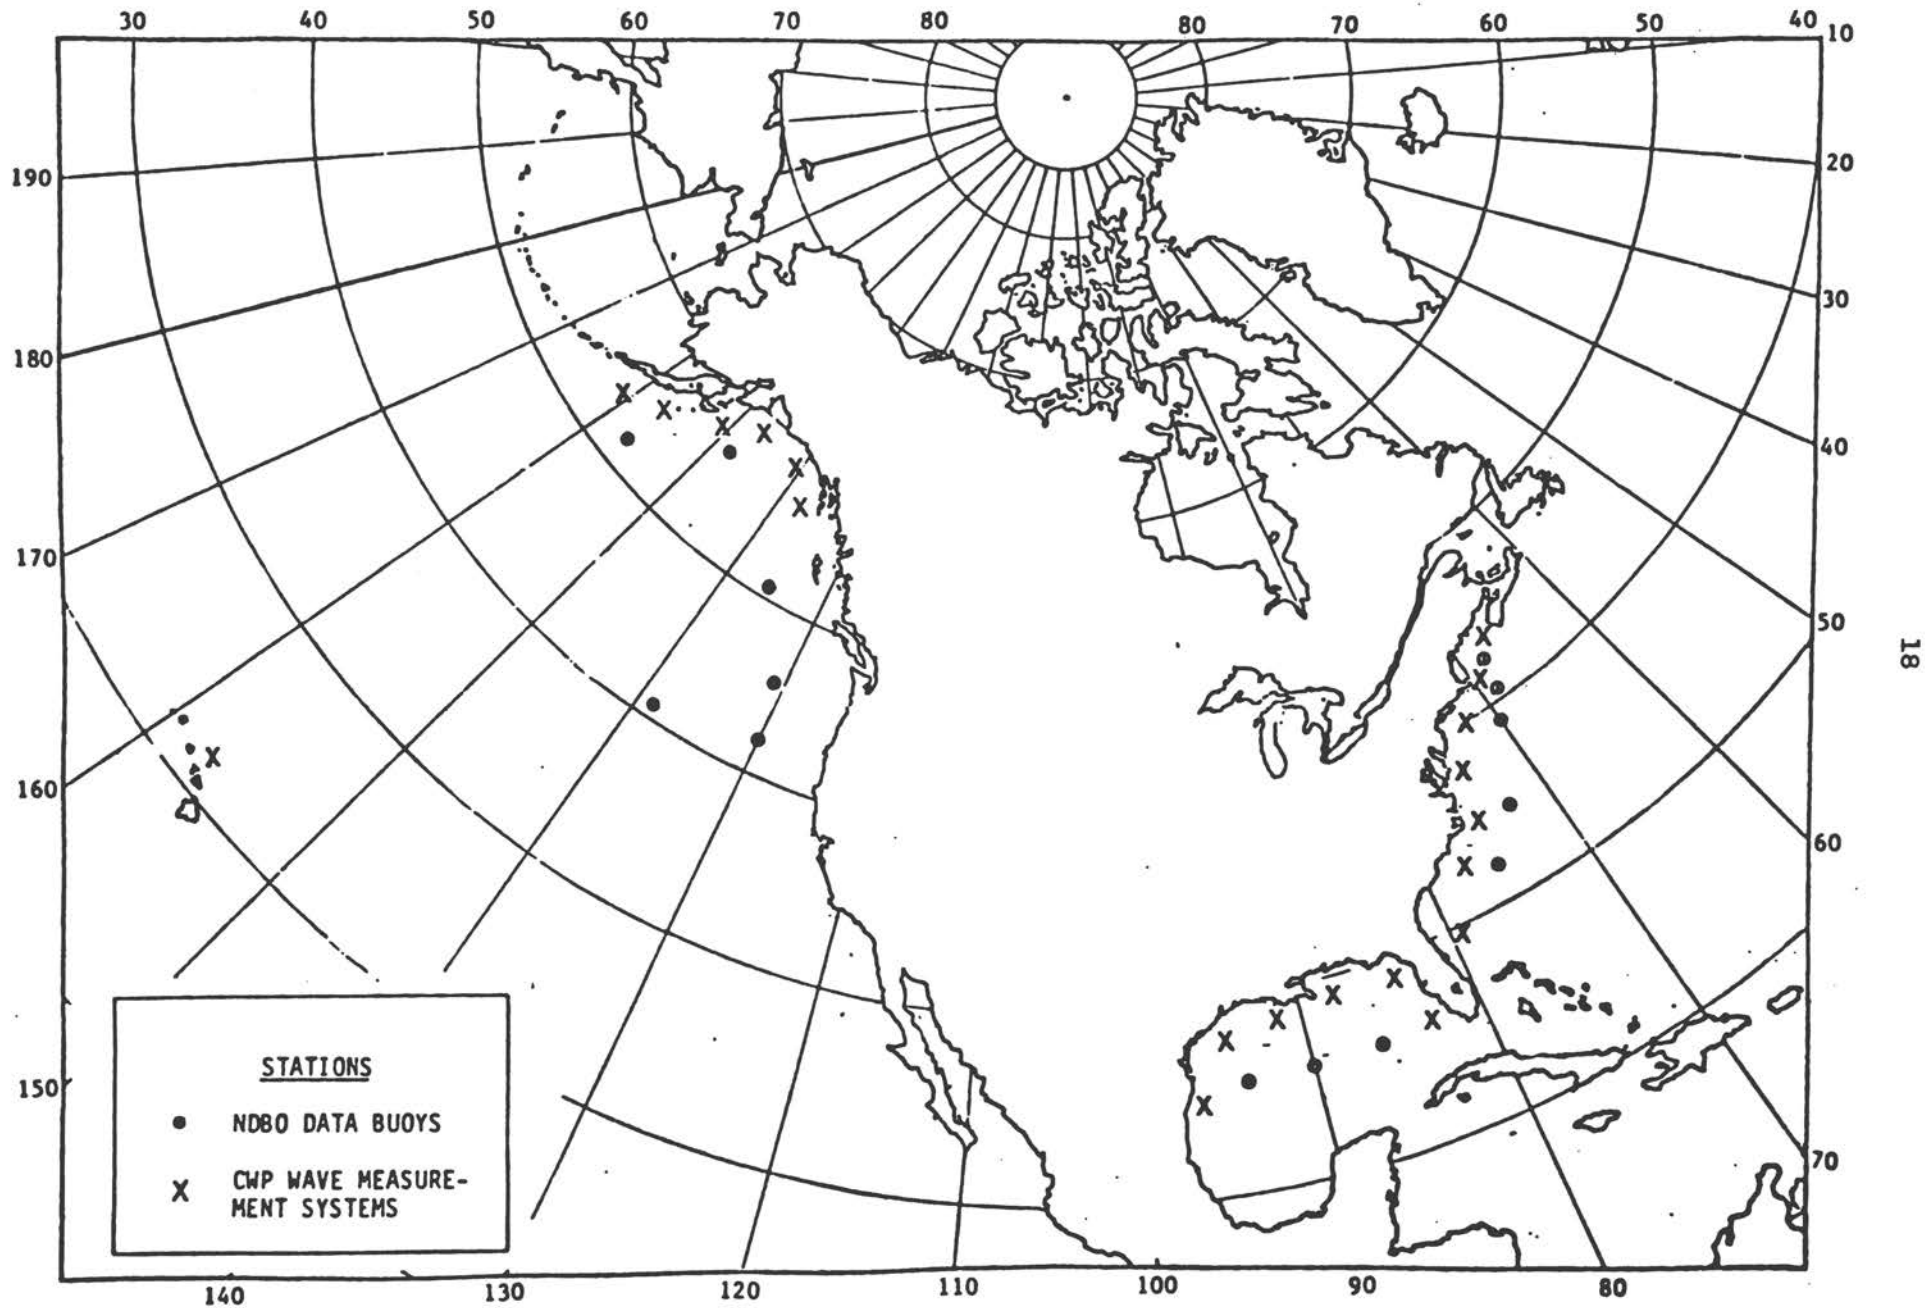 30 40 50 60 70 80 80 70 60 50 40 10
190
20
30
180
40
170
50
18
160
60
STATIONS
150
● NDBO DATA BUOYS
X CWP WAVE MEASURE-
MENT SYSTEMS
70
140 130 120 110 100 90 80